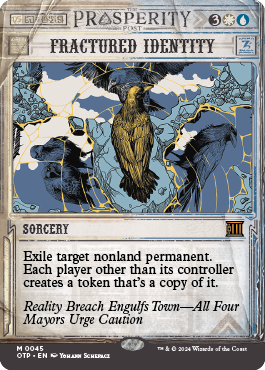 THE
PROSPERITY
POST
3
FRACTURED IDENTITY
SORCERY
Exile target nonland permanent.
Each player other than its controller
creates a token that's a copy of it.
Reality Breach Engulfs Town—All Four
Mayors Urge Caution
M 0045
OTP • EN YOHANN SCHEPACZ
™ & © 2024 Wizards of the Coast